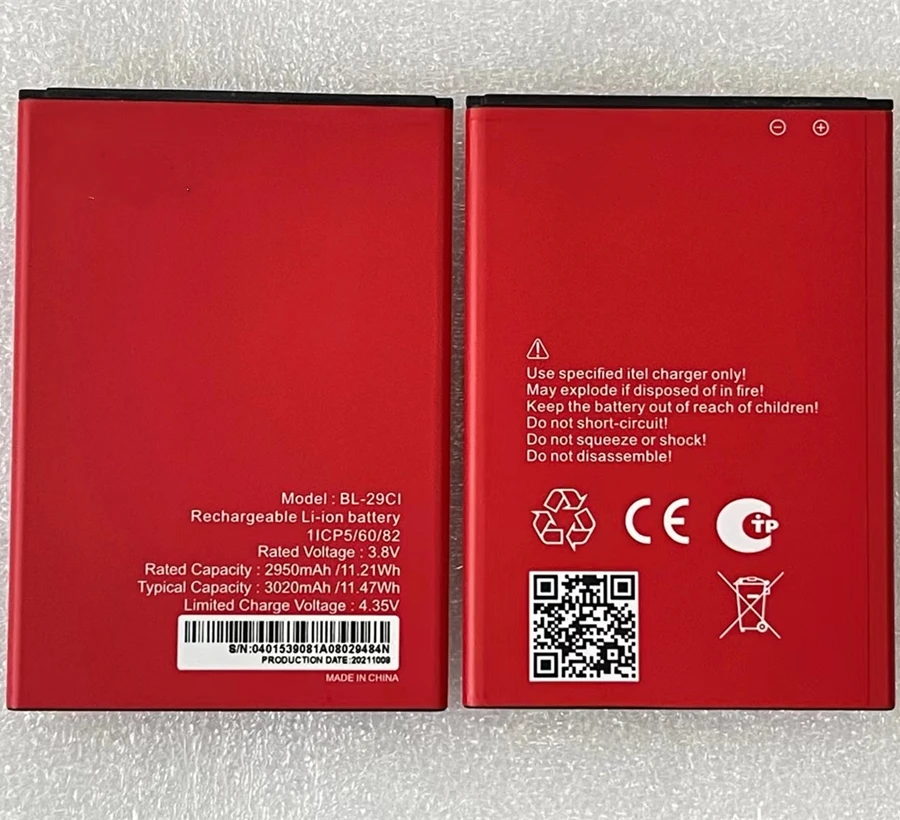 Model : BL-29CI
Rechargeable Li-ion battery
1ICP5/60/82
Rated Voltage : 3.8V
Rated Capacity : 2950mAh /11.21Wh
Typical Capacity : 3020mAh /11.47Wh
Limited Charge Voltage : 4.35V
S/N:0401539081A08029484N
PRODUCTION DATE:20211009
MADE IN CHINA
Use specified itel charger only!
May explode if disposed of in fire!
Keep the battery out of reach of children!
Do not short-circuit!
Do not squeeze or shock!
Do not disassemble!
CE
TP